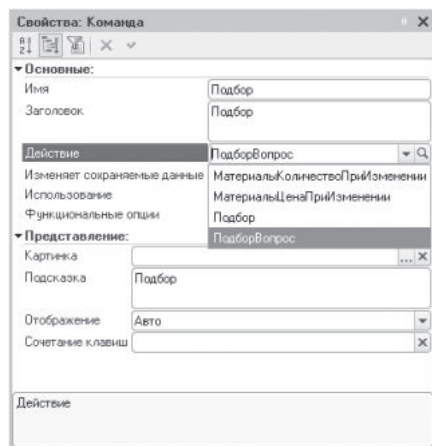 Свойства: Команда
Основные:
Имя Подбор
Заголовок Подбор
Действие ПодборВопрос
Изменяет сохраняемые данные МатериалыКоличествоПриИзменении
Использование МатериалыЦенаПриИзменении
Функциональные опции Подбор
ПодборВопрос
Представление:
Картинка ...
Подсказка Подбор
Отображение Авто
Сочетание клавиш
Действие